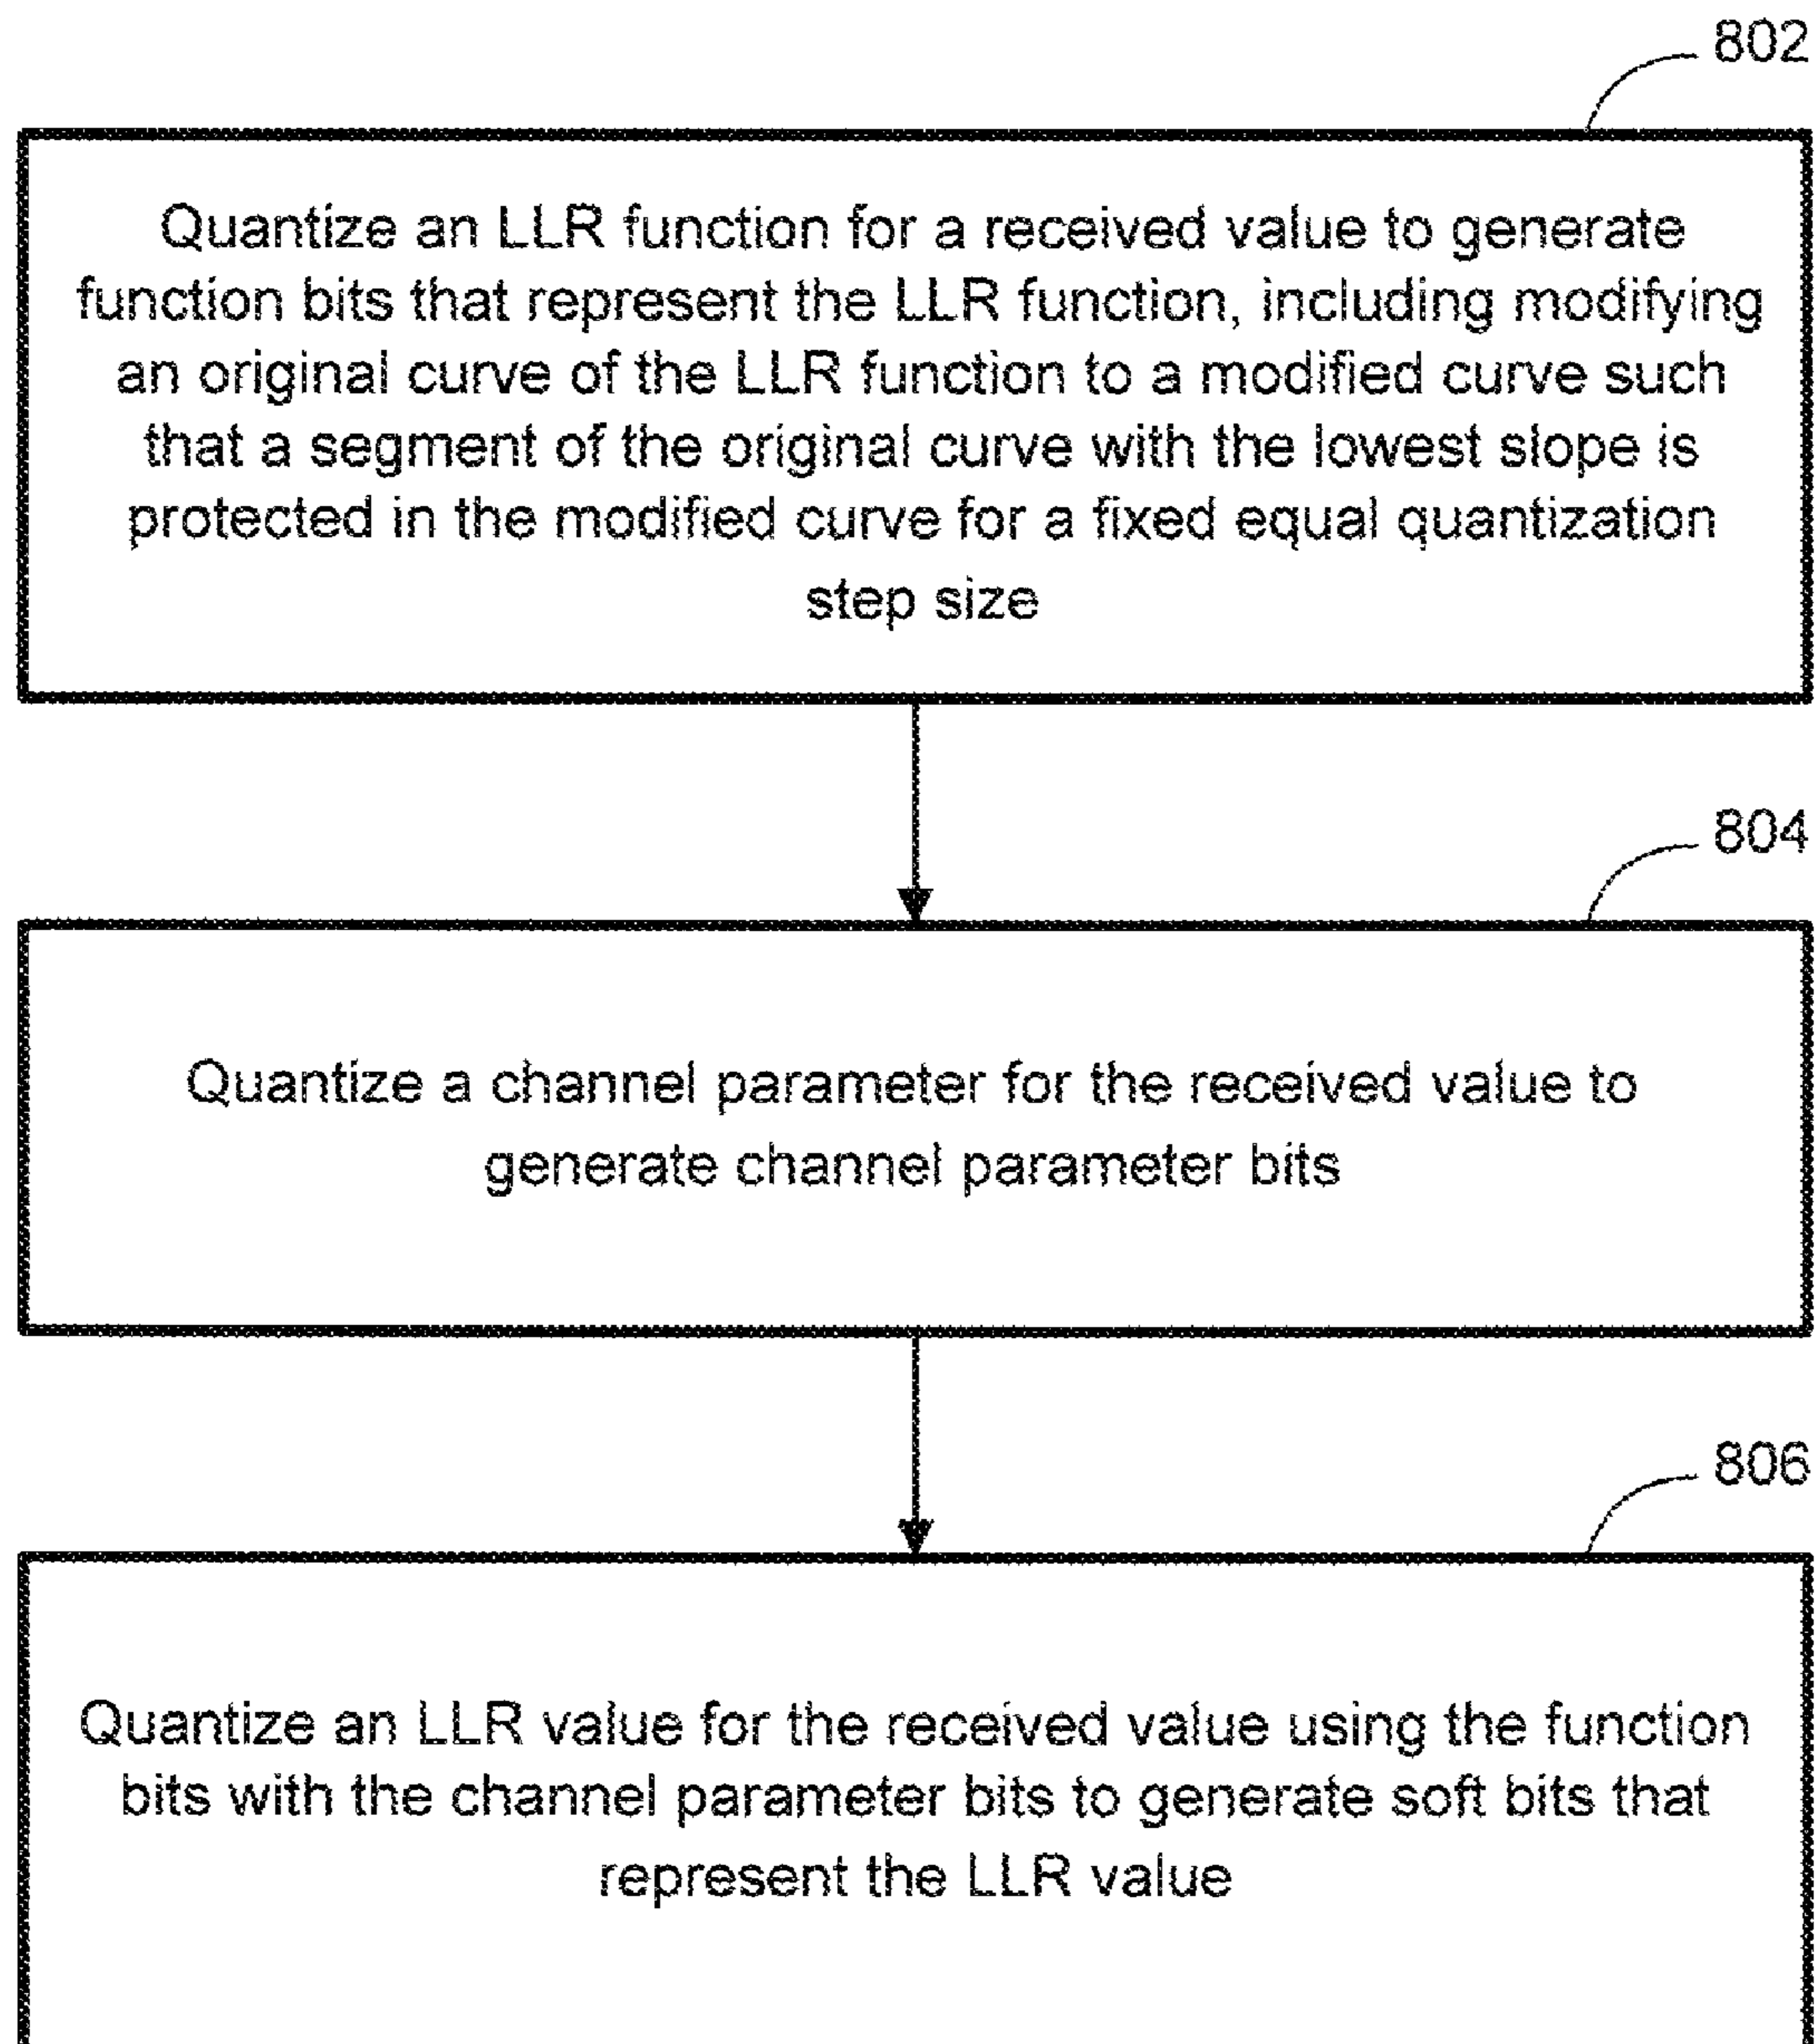 802
Quantize an LLR function for a received value to generate
function bits that represent the LLR function, including modifying
an original curve of the LLR function to a modified curve such
that a segment of the original curve with the lowest slope is
protected in the modified curve for a fixed equal quantization
step size
804
Quantize a channel parameter for the received value to
generate channel parameter bits
806
Quantize an LLR value for the received value using the function
bits with the channel parameter bits to generate soft bits that
represent the LLR value